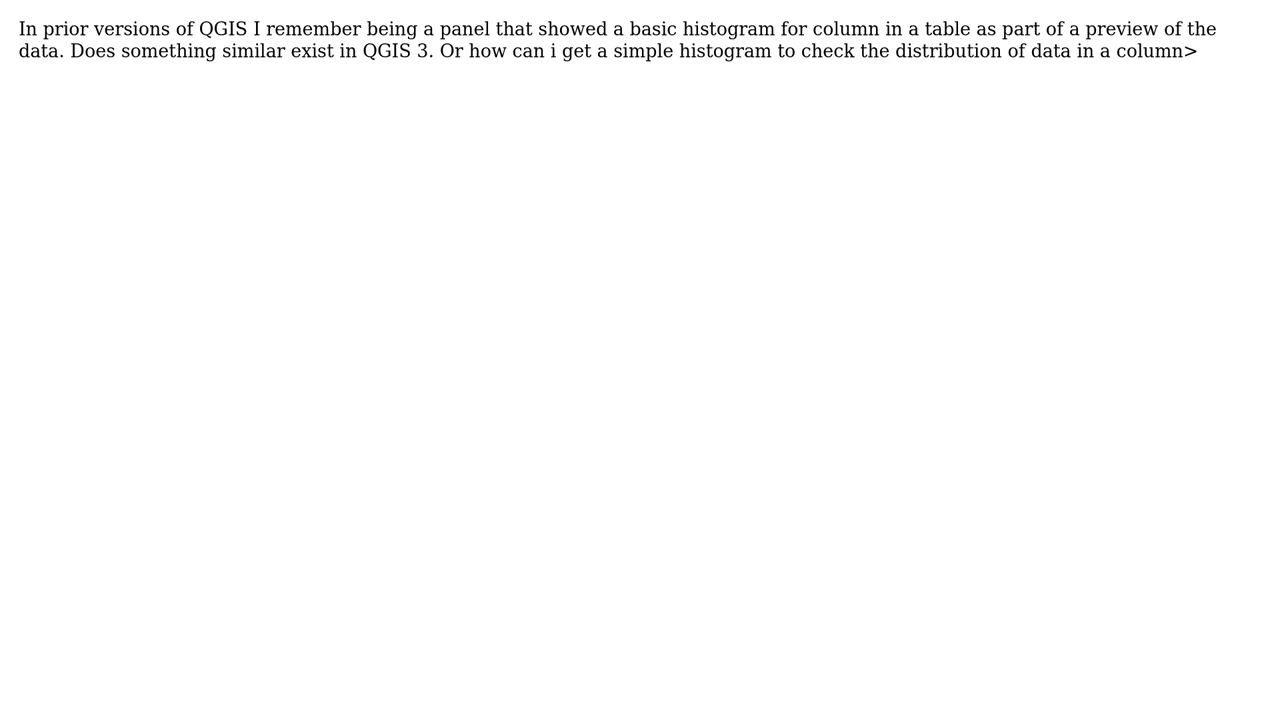 In prior versions of QGIS I remember being a panel that showed a basic histogram for column in a table as part of a preview of the
data. Does something similar exist in QGIS 3. Or how can i get a simple histogram to check the distribution of data in a column>